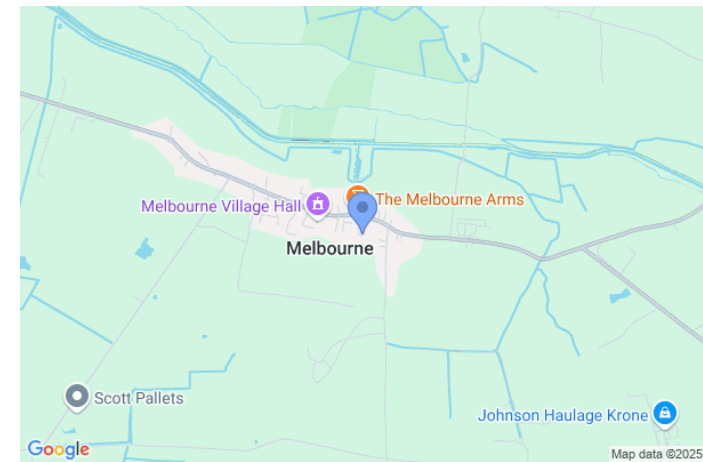 The Melbourne Arms
Melbourne Village Hall
Melbourne
Scott Pallets
Johnson Haulage Krone
Google
Map data ©2025